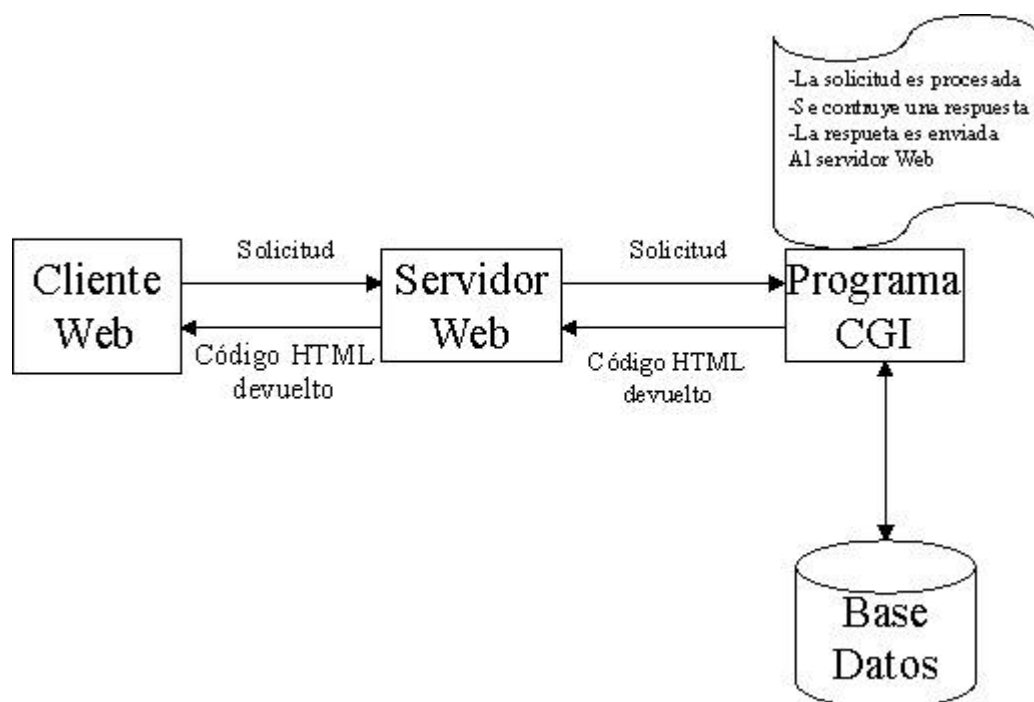 -La solicitud es procesada
-Se contruye una respuesta
-La respueta es enviada
Al servidor Web
Solicitud
Solicitud
Cliente
Web
Servidor
Web
Programa
CGI
Código HTML
devuelto
Código HTML
devuelto
Base
Datos